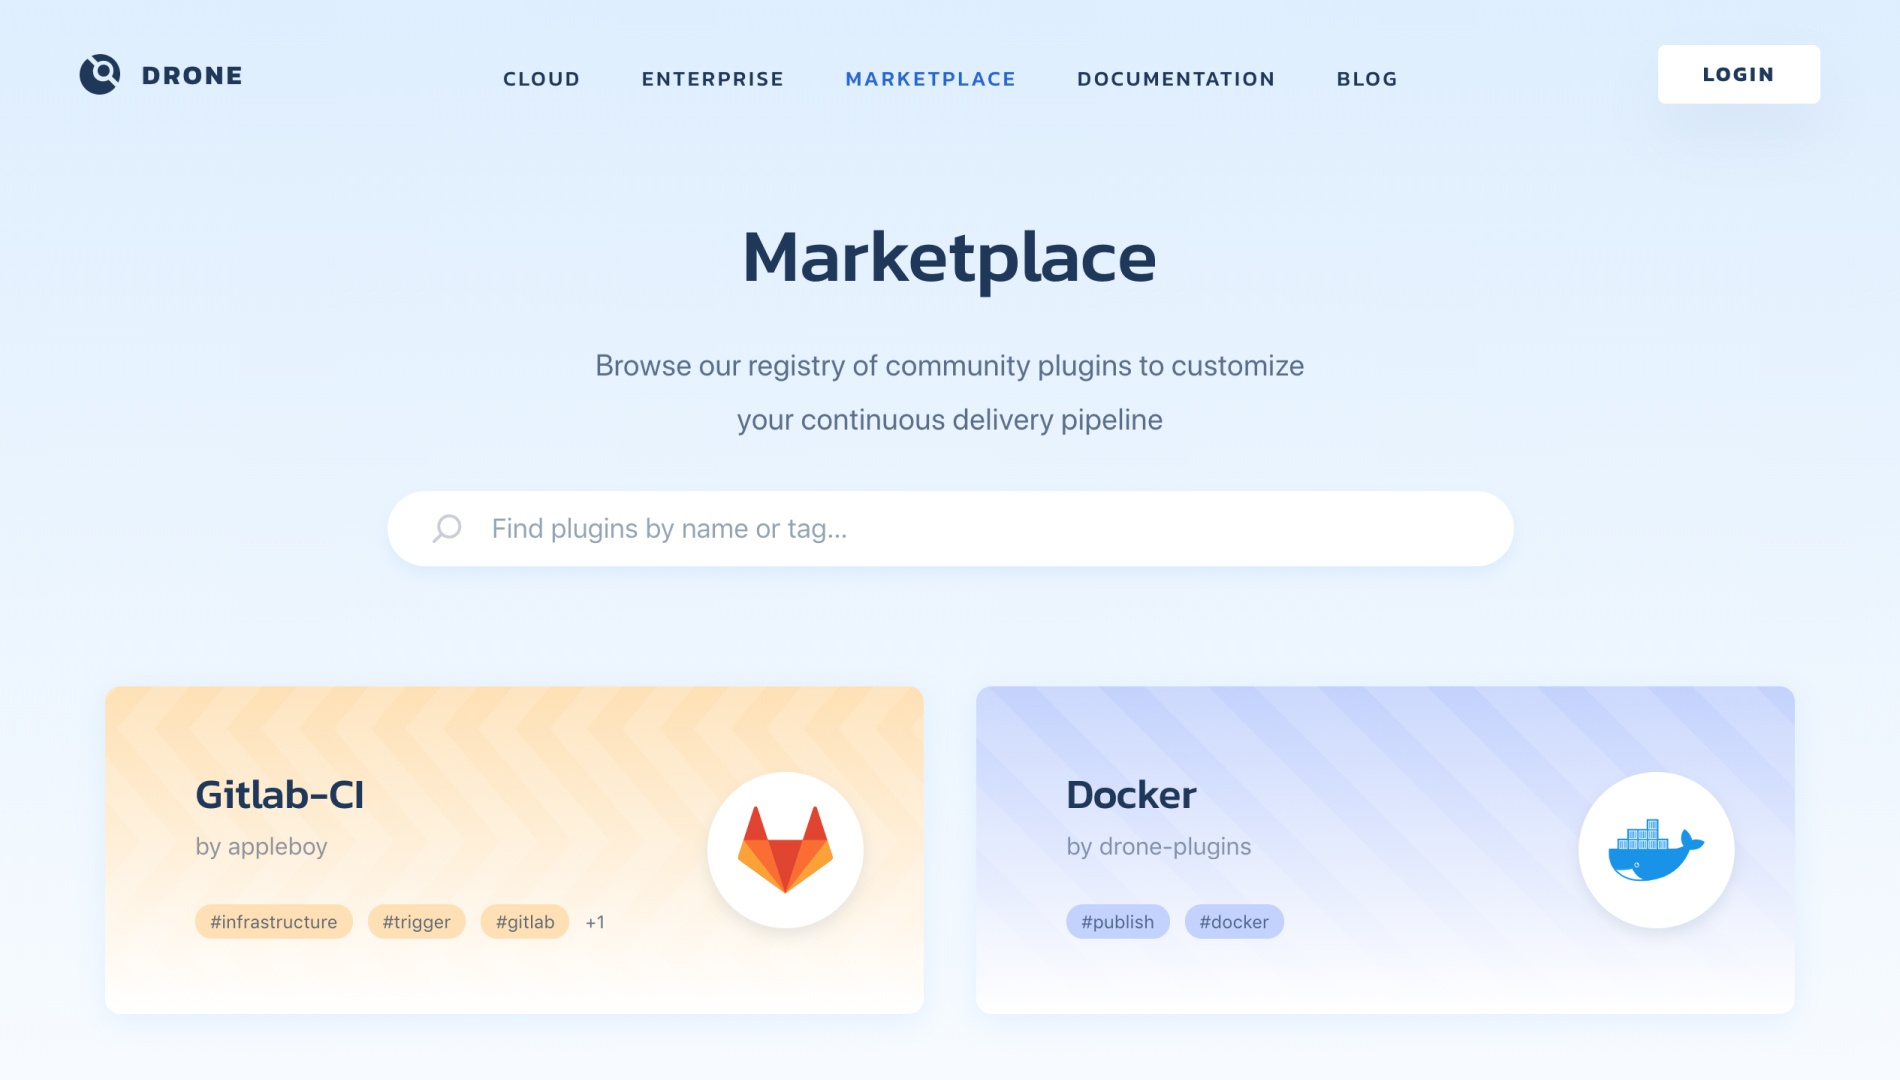 DRONE
CLOUD ENTERPRISE MARKETPLACE DOCUMENTATION BLOG
LOGIN
Marketplace
Browse our registry of community plugins to customize
your continuous delivery pipeline
Find plugins by name or tag...
Gitlab-CI
by appleboy
#infrastructure #trigger #gitlab +1
Docker
by drone-plugins
#publish #docker